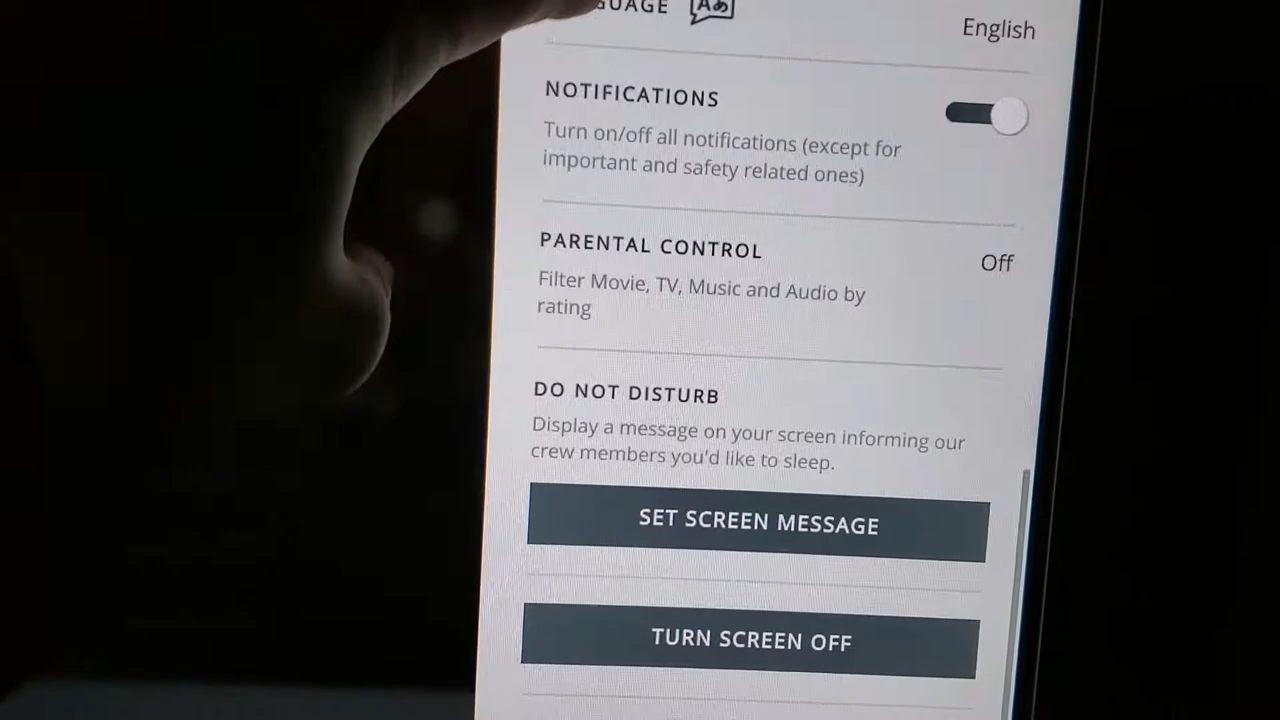 English
NOTIFICATIONS
Turn on/off all notifications (except for
important and safety related ones)
PARENTAL CONTROL
Off
Filter Movie, TV, Music and Audio by
rating
DO NOT DISTURB
Display a message on your screen informing our
crew members you'd like to sleep.
SET SCREEN MESSAGE
TURN SCREEN OFF